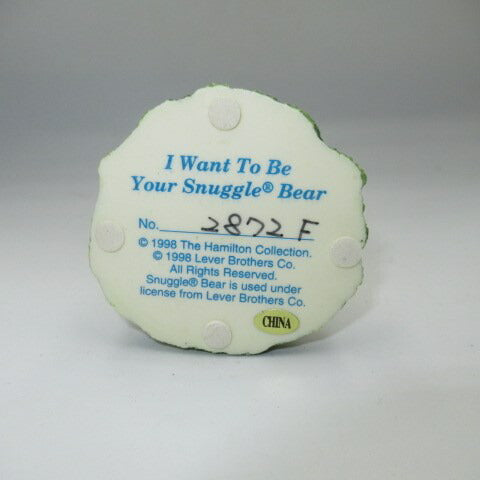 I Want To Be
Your Snuggle® Bear
No. 2872 F
© 1998 The Hamilton Collection.
© 1998 Lever Brothers Co.
All Rights Reserved.
Snuggle® Bear is used under
license from Lever Brothers Co.
CHINA